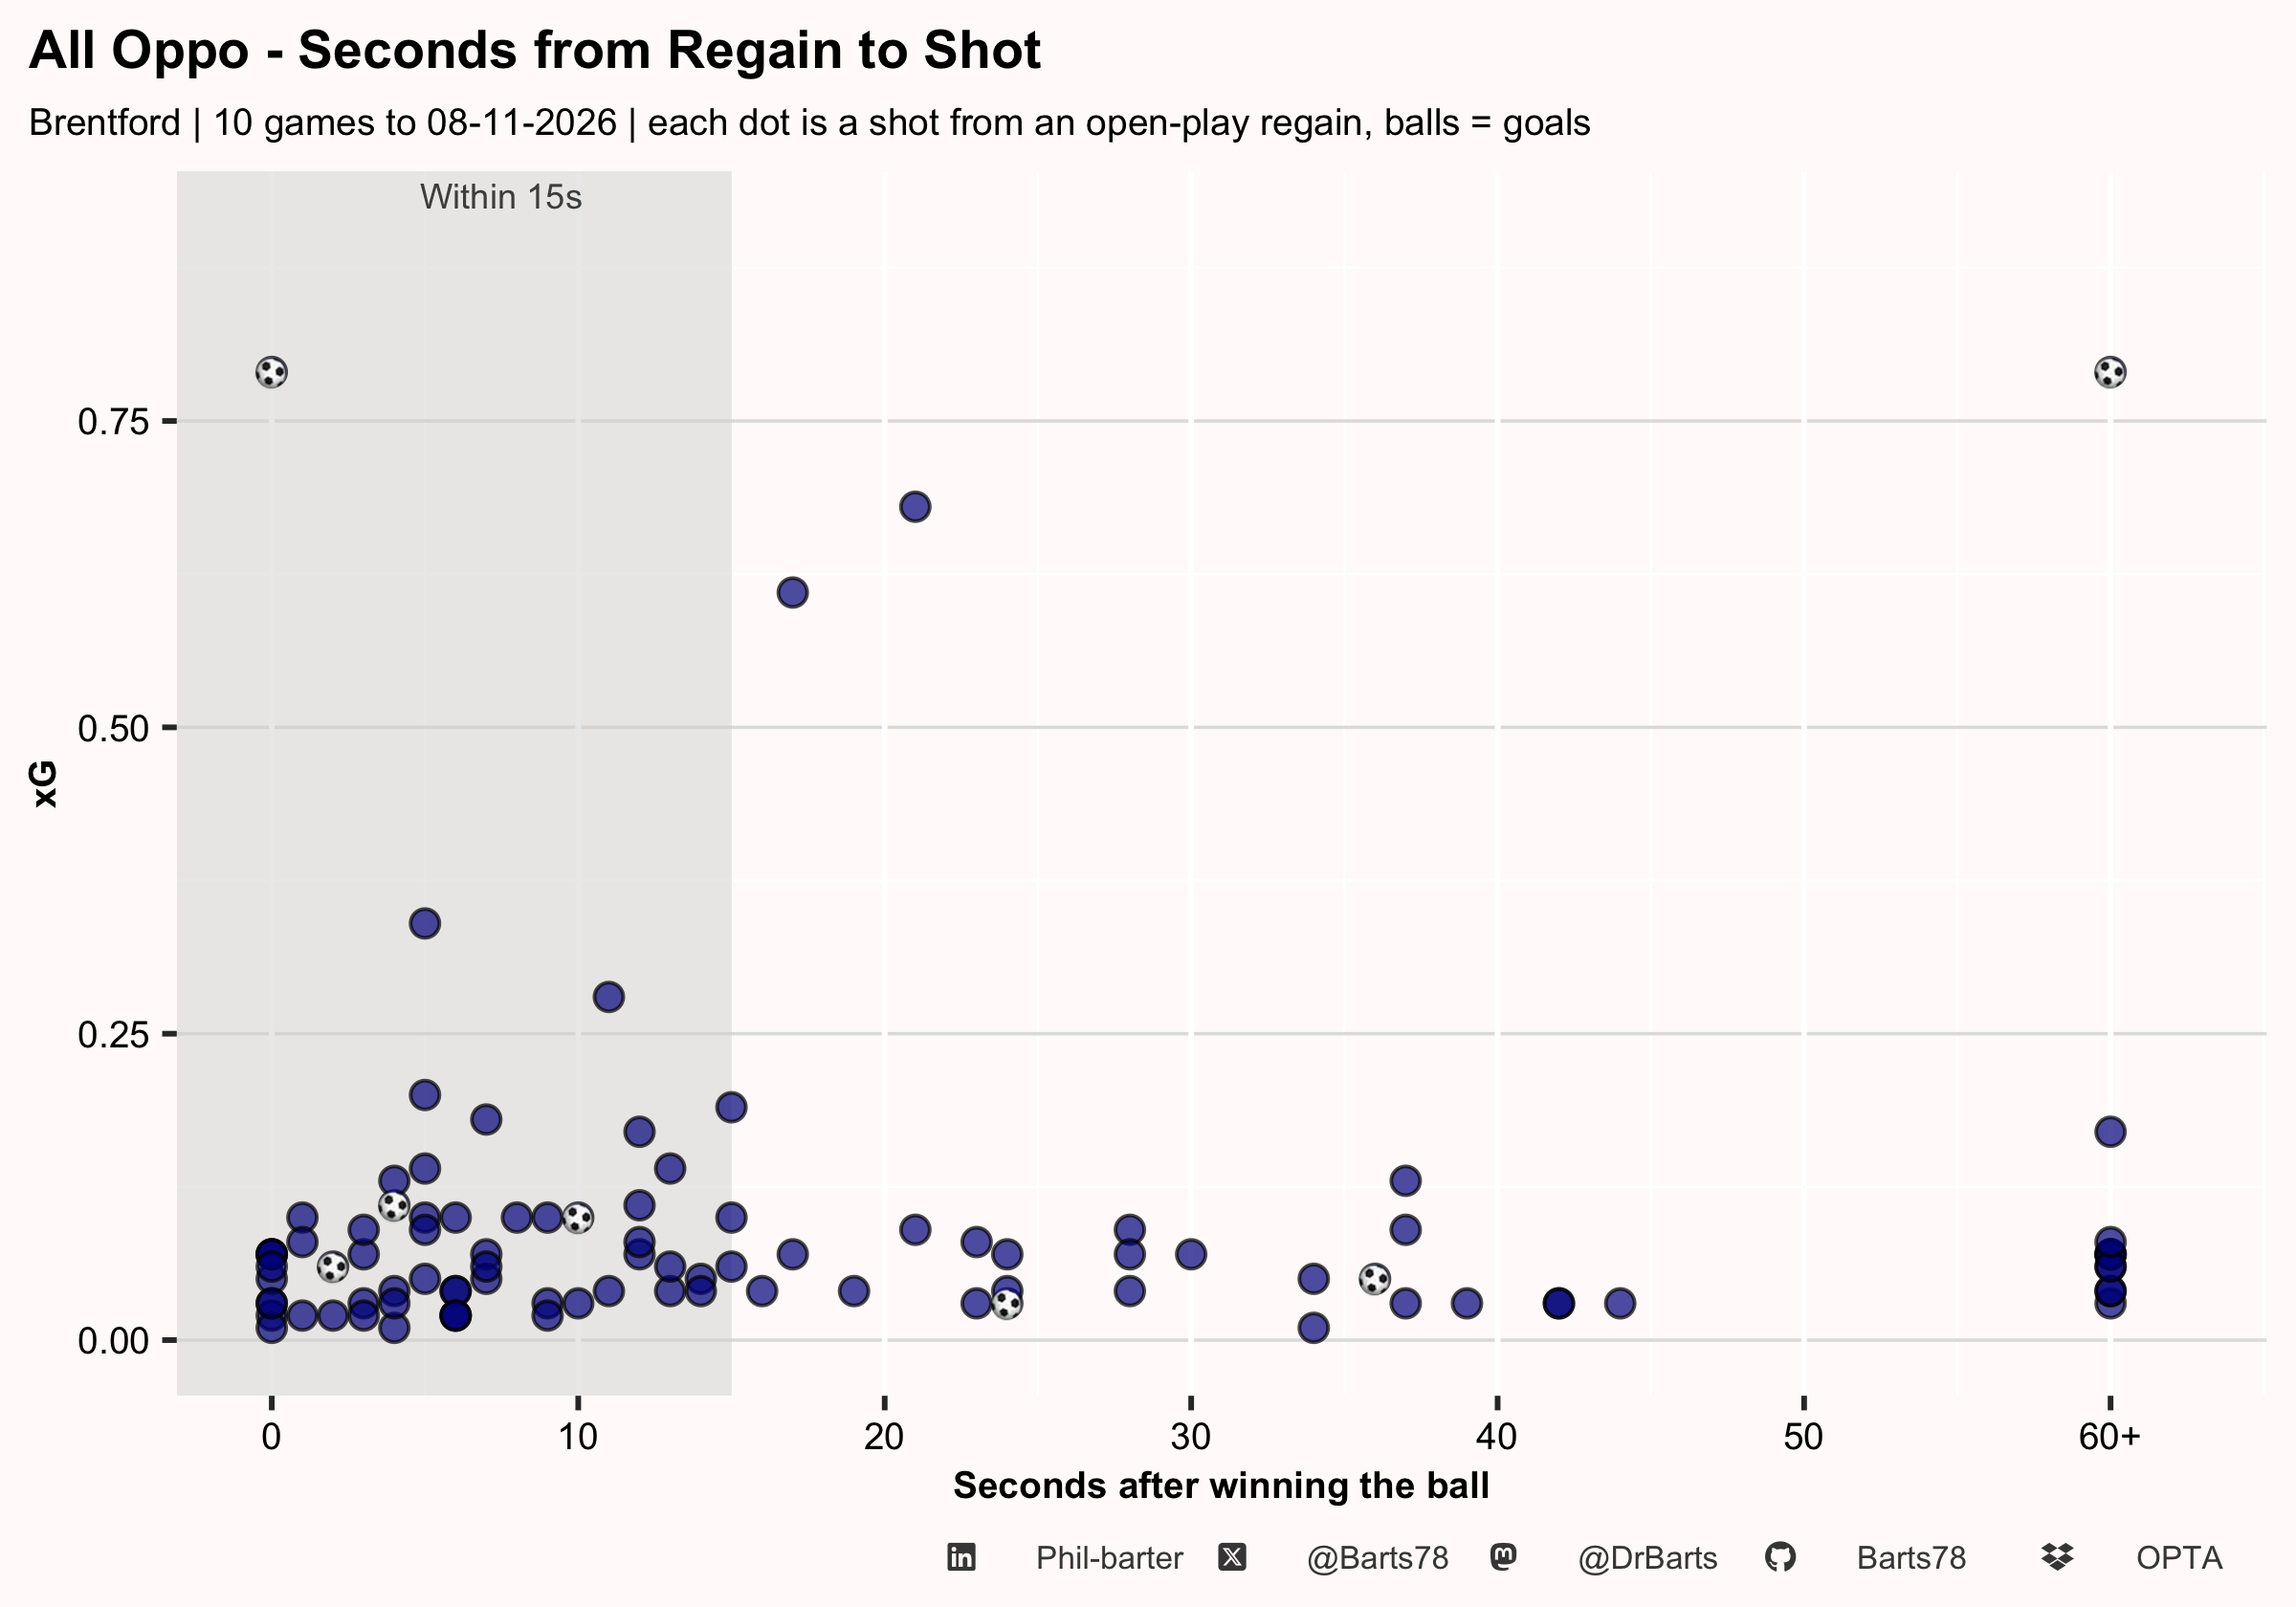 All Oppo - Seconds from Regain to Shot
Brentford | 10 games to 08-11-2026 | each dot is a shot from an open-play regain, balls = goals
Within 15s
0.75
0.50
0.25
0.00
xG
0 10 20 30 40 50 60+
Seconds after winning the ball
in Phil-barter X @Barts78 m @DrBarts Barts78 OPTA